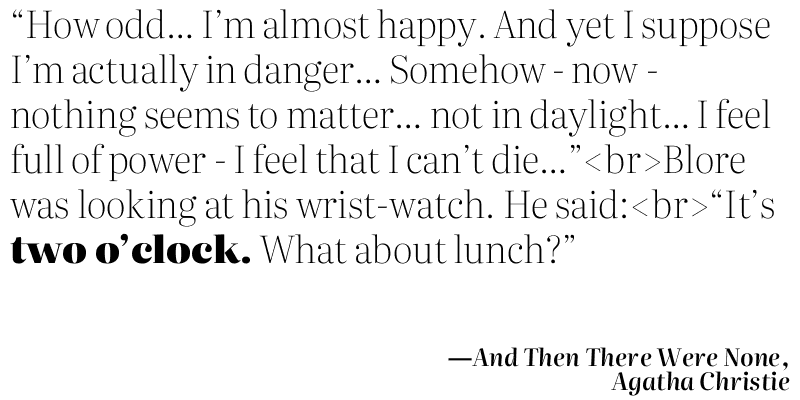 “How odd... I’m almost happy. And yet I suppose
I’m actually in danger... Somehow - now -
nothing seems to matter... not in daylight... I feel
full of power - I feel that I can’t die...”<br>Blore
was looking at his wrist-watch. He said:<br>“It’s
two o’clock. What about lunch?”
—And Then There Were None,
Agatha Christie